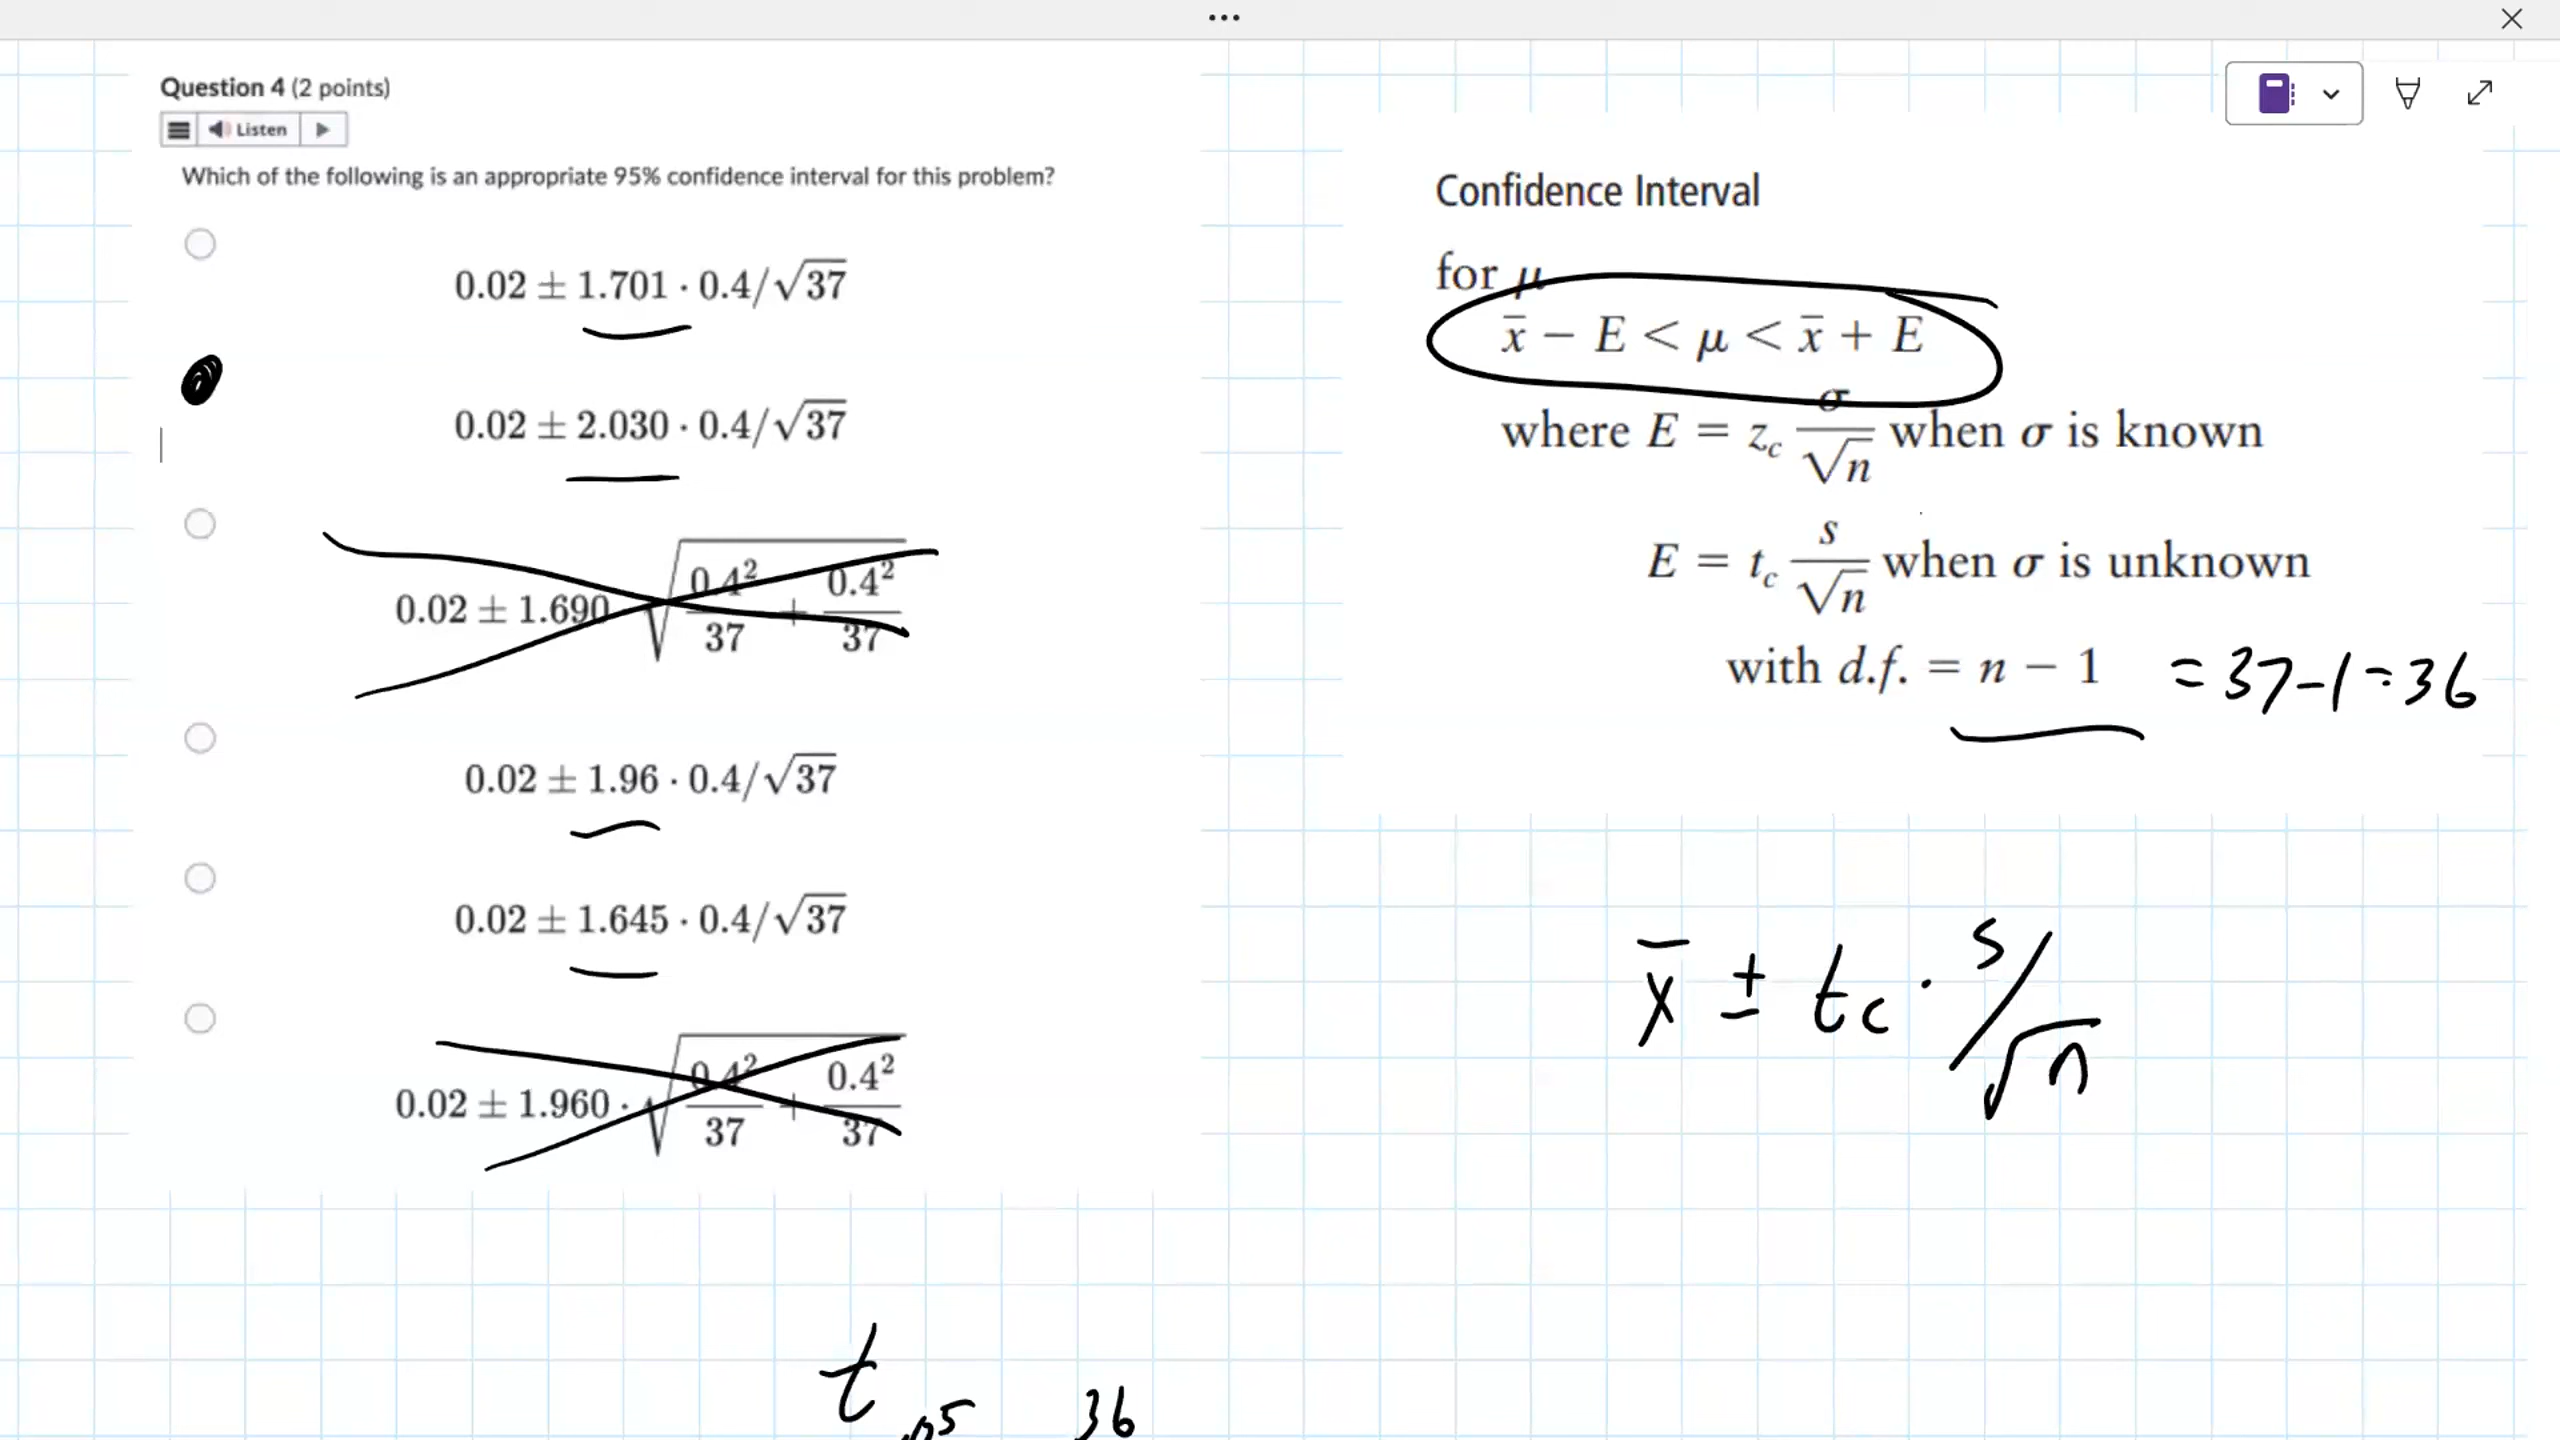 Question 4 (2 points)
Listen
Which of the following is an appropriate 95% confidence interval for this problem?
0.02 ± 1.701 · 0.4/√37
0.02 ± 2.030 · 0.4/√37
0.02 ± 1.690 · √(0.4²/37 + 0.4²/37)
0.02 ± 1.96 · 0.4/√37
0.02 ± 1.645 · 0.4/√37
0.02 ± 1.960 · √(0.4²/37 + 0.4²/37)
Confidence Interval
for μ
x̄ − E < μ < x̄ + E
where E = z_c σ/√n when σ is known
E = t_c s/√n when σ is unknown
with d.f. = n − 1 = 37-1=36
x̄ ± tc · s/√n
t
36